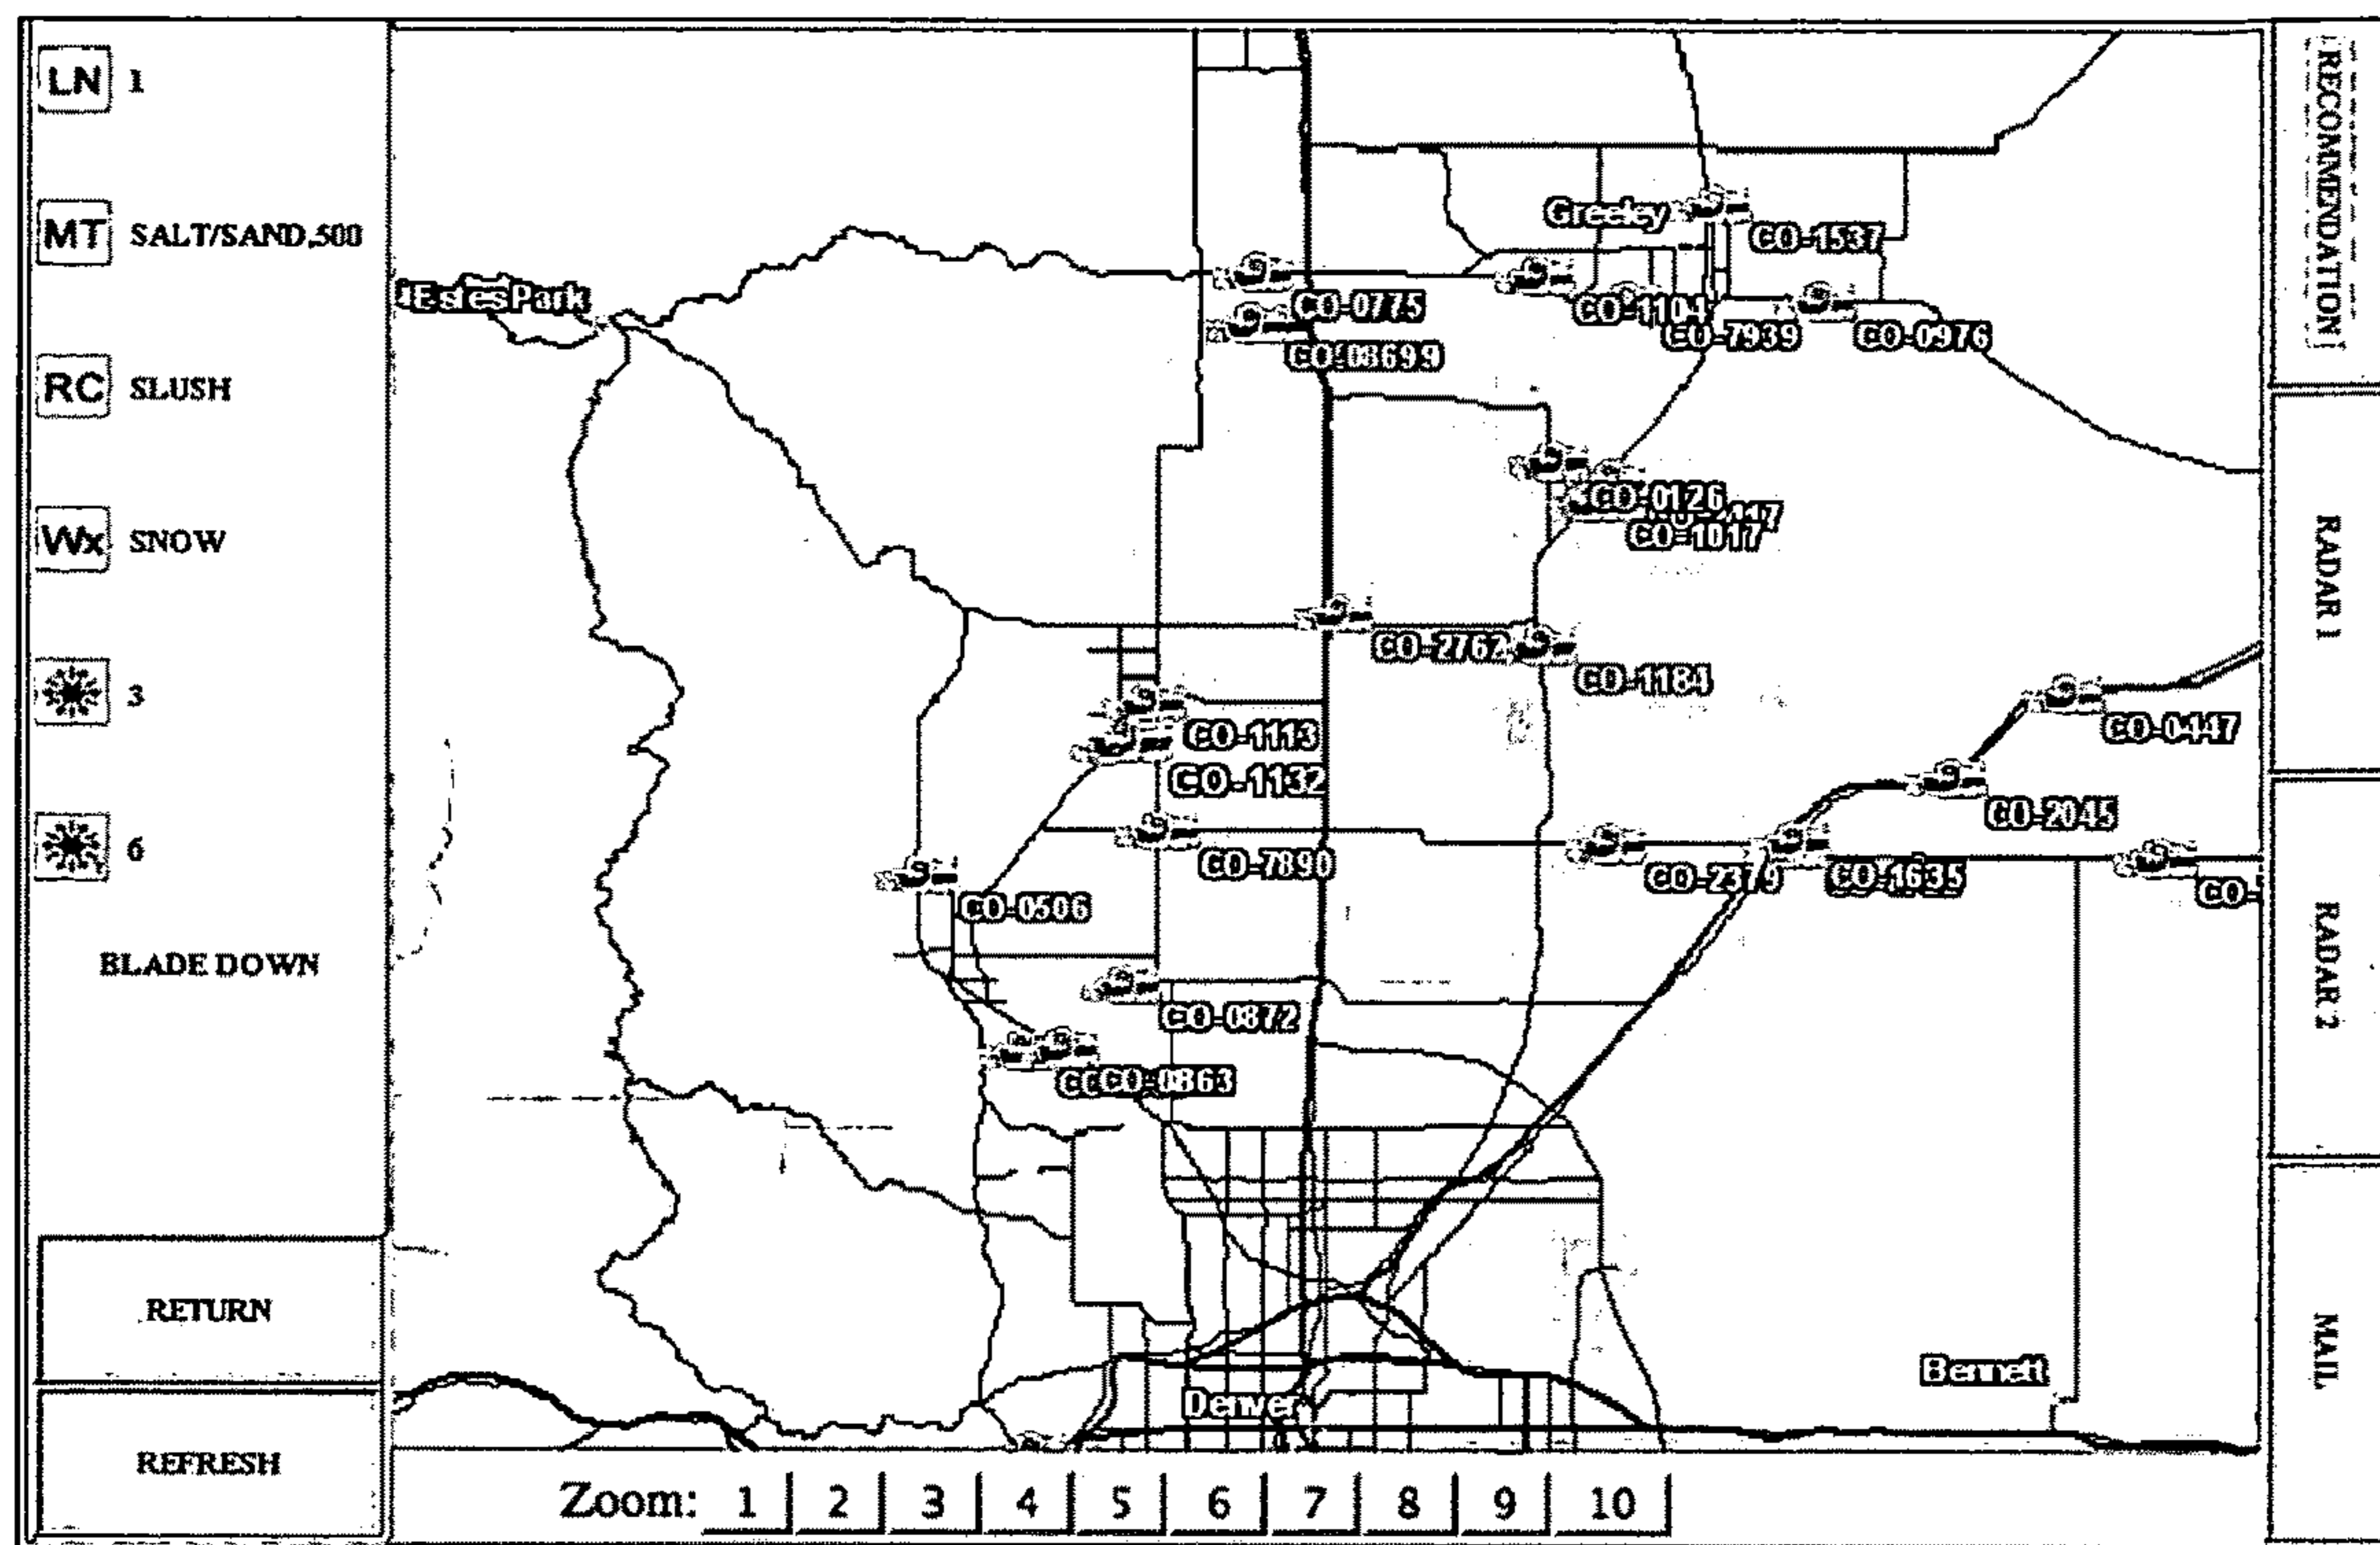 LN 1
MT SALT/SAND,500
RC SLUSH
Wx SNOW
3
6
BLADE DOWN
RETURN
REFRESH
Greeley
CO-1537
Estes Park
CO-0775
CO-1104
CO-7939
CO-0976
CO-08699
CO-0126
CO-1017
CO-2762
CO-1184
CO-1113
CO-0447
CO-1132
CO-2045
CO-7890
CO-2379
CO-1635
CO-
CO-0506
CO-0872
CO-0863
Bennett
Denver
Zoom: 1 2 3 4 5 6 7 8 9 10
RECOMMENDATION
RADAR 1
RADAR 2
MAIL